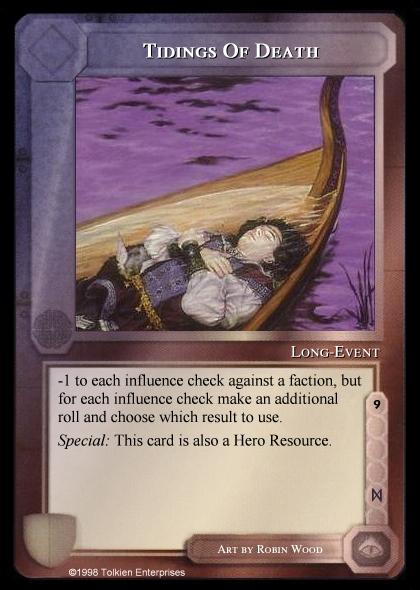 Tidings Of Death
Long-Event
-1 to each influence check against a faction, but
for each influence check make an additional
roll and choose which result to use.
Special: This card is also a Hero Resource.
9
ᛞ
Art by Robin Wood
©1998 Tolkien Enterprises